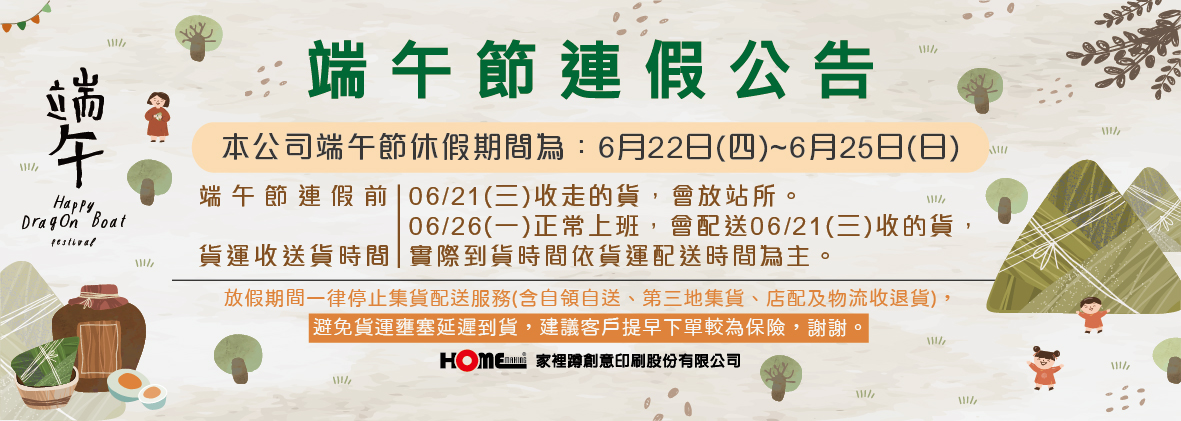 端午節連假公告
端午
Happy
DragOn Boat
festival
本公司端午節休假期間為：6月22日(四)~6月25日(日)
端午節連假前
貨運收送貨時間
06/21(三)收走的貨，會放站所。
06/26(一)正常上班，會配送06/21(三)收的貨，
實際到貨時間依貨運配送時間為主。
放假期間一律停止集貨配送服務(含自領自送、第三地集貨、店配及物流收退貨)，
避免貨運壅塞延遲到貨，建議客戶提早下單較為保險，謝謝。
HOME MAKING 家裡蹲創意印刷股份有限公司